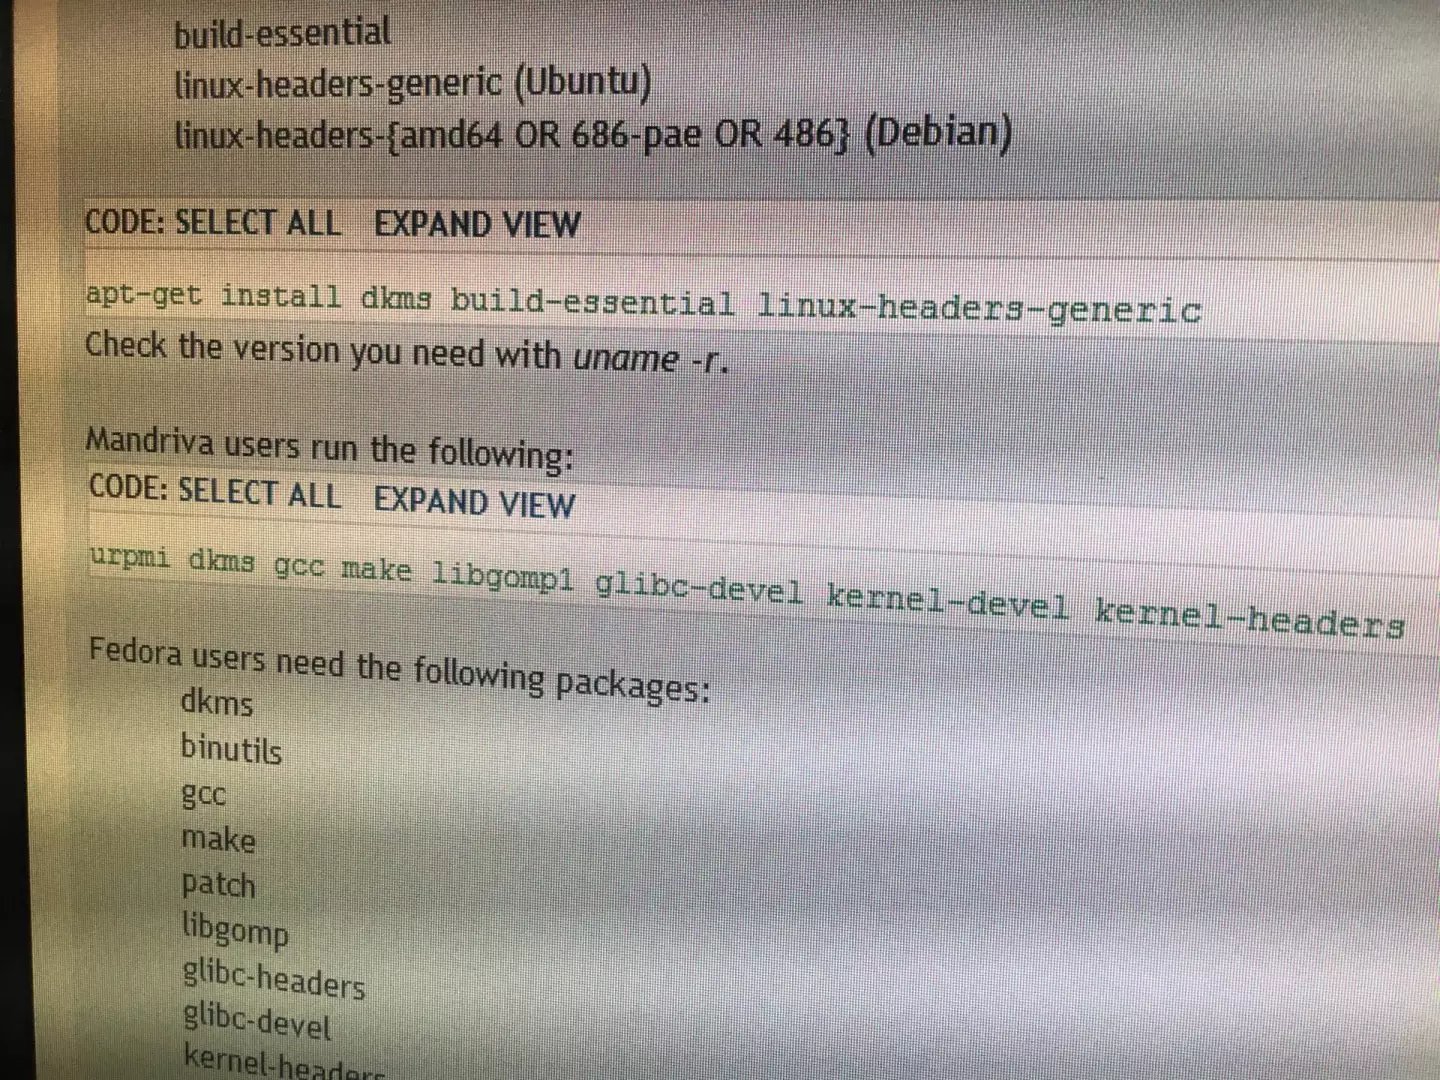 build-essential
linux-headers-generic (Ubuntu)
linux-headers-{amd64 OR 686-pae OR 486} (Debian)
CODE: SELECT ALL EXPAND VIEW
apt-get install dkms build-essential linux-headers-generic
Check the version you need with uname -r.
Mandriva users run the following:
CODE: SELECT ALL EXPAND VIEW
urpmi dkms gcc make libgomp1 glibc-devel kernel-devel kernel-headers
Fedora users need the following packages:
dkms
binutils
gcc
make
patch
libgomp
glibc-headers
glibc-devel
kernel-headers